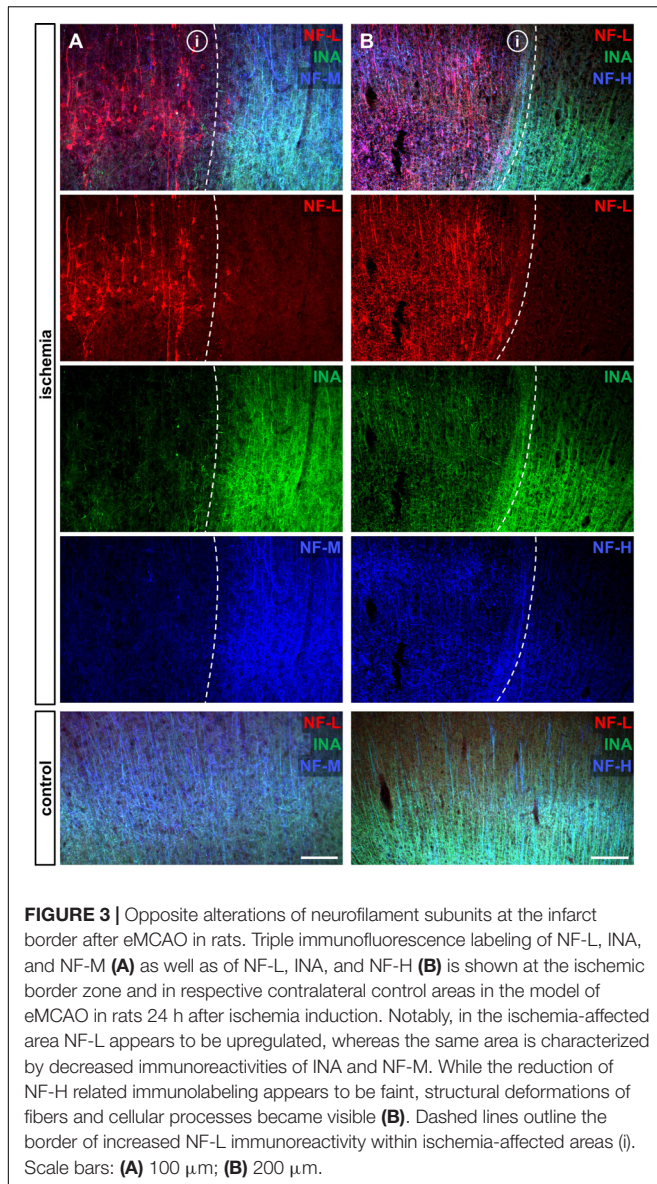 A
i
NF-L
INA
NF-M
B
i
NF-L
INA
NF-H
NF-L
NF-L
ischemia
INA
INA
NF-M
NF-H
control
NF-L
INA
NF-M
NF-L
INA
NF-H
FIGURE 3 | Opposite alterations of neurofilament subunits at the infarct
border after eMCAO in rats. Triple immunofluorescence labeling of NF-L, INA,
and NF-M (A) as well as of NF-L, INA, and NF-H (B) is shown at the ischemic
border zone and in respective contralateral control areas in the model of
eMCAO in rats 24 h after ischemia induction. Notably, in the ischemia-affected
area NF-L appears to be upregulated, whereas the same area is characterized
by decreased immunoreactivities of INA and NF-M. While the reduction of
NF-H related immunolabeling appears to be faint, structural deformations of
fibers and cellular processes became visible (B). Dashed lines outline the
border of increased NF-L immunoreactivity within ischemia-affected areas (i).
Scale bars: (A) 100 μm; (B) 200 μm.